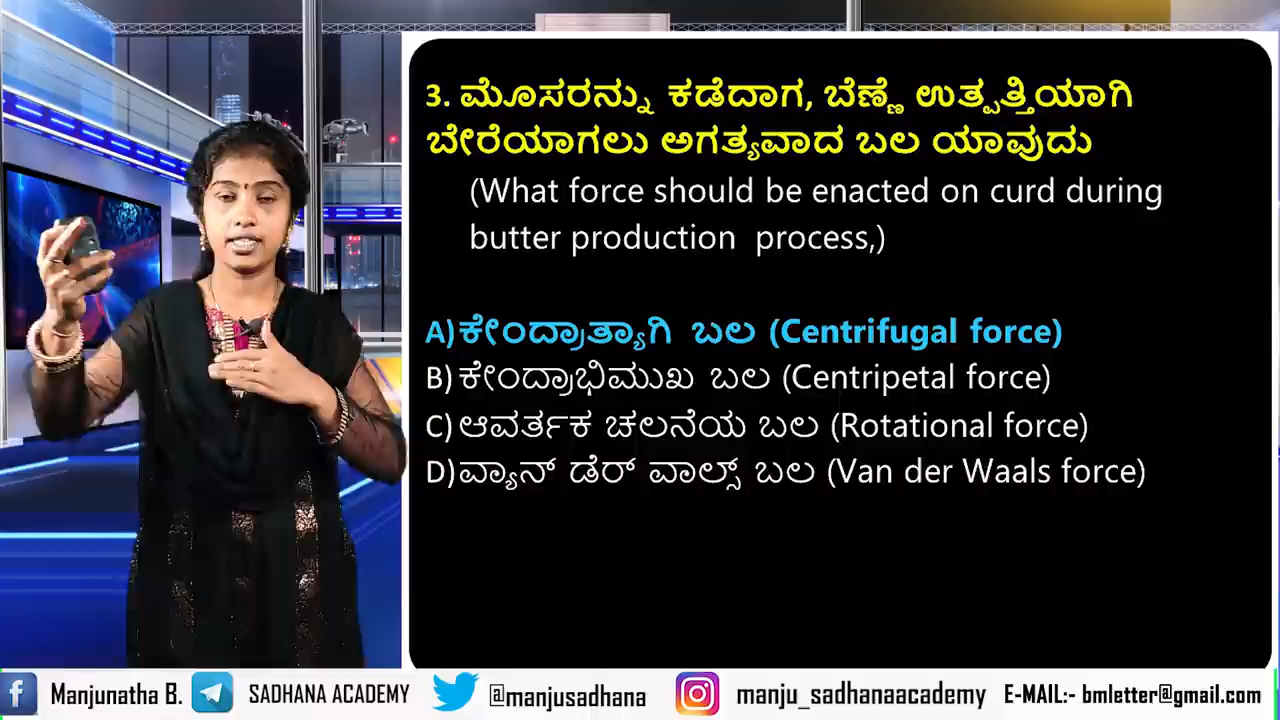 3. ಮೊಸರನ್ನು ಕಡೆದಾಗ, ಬೆಣ್ಣೆ ಉತ್ಪತ್ತಿಯಾಗಿ
ಬೇರೆಯಾಗಲು ಅಗತ್ಯವಾದ ಬಲ ಯಾವುದು
(What force should be enacted on curd during
butter production process,)
A)ಕೇಂದ್ರಾತ್ಯಾಗಿ ಬಲ (Centrifugal force)
B)ಕೇಂದ್ರಾಭಿಮುಖ ಬಲ (Centripetal force)
C)ಆವರ್ತಕ ಚಲನೆಯ ಬಲ (Rotational force)
D)ವ್ಯಾನ್ ಡೆರ್ ವಾಲ್ಸ್ ಬಲ (Van der Waals force)
Manjunatha B. SADHANA ACADEMY @manjusadhana manju_sadhanaacademy E-MAIL:- bmletter@gmail.com